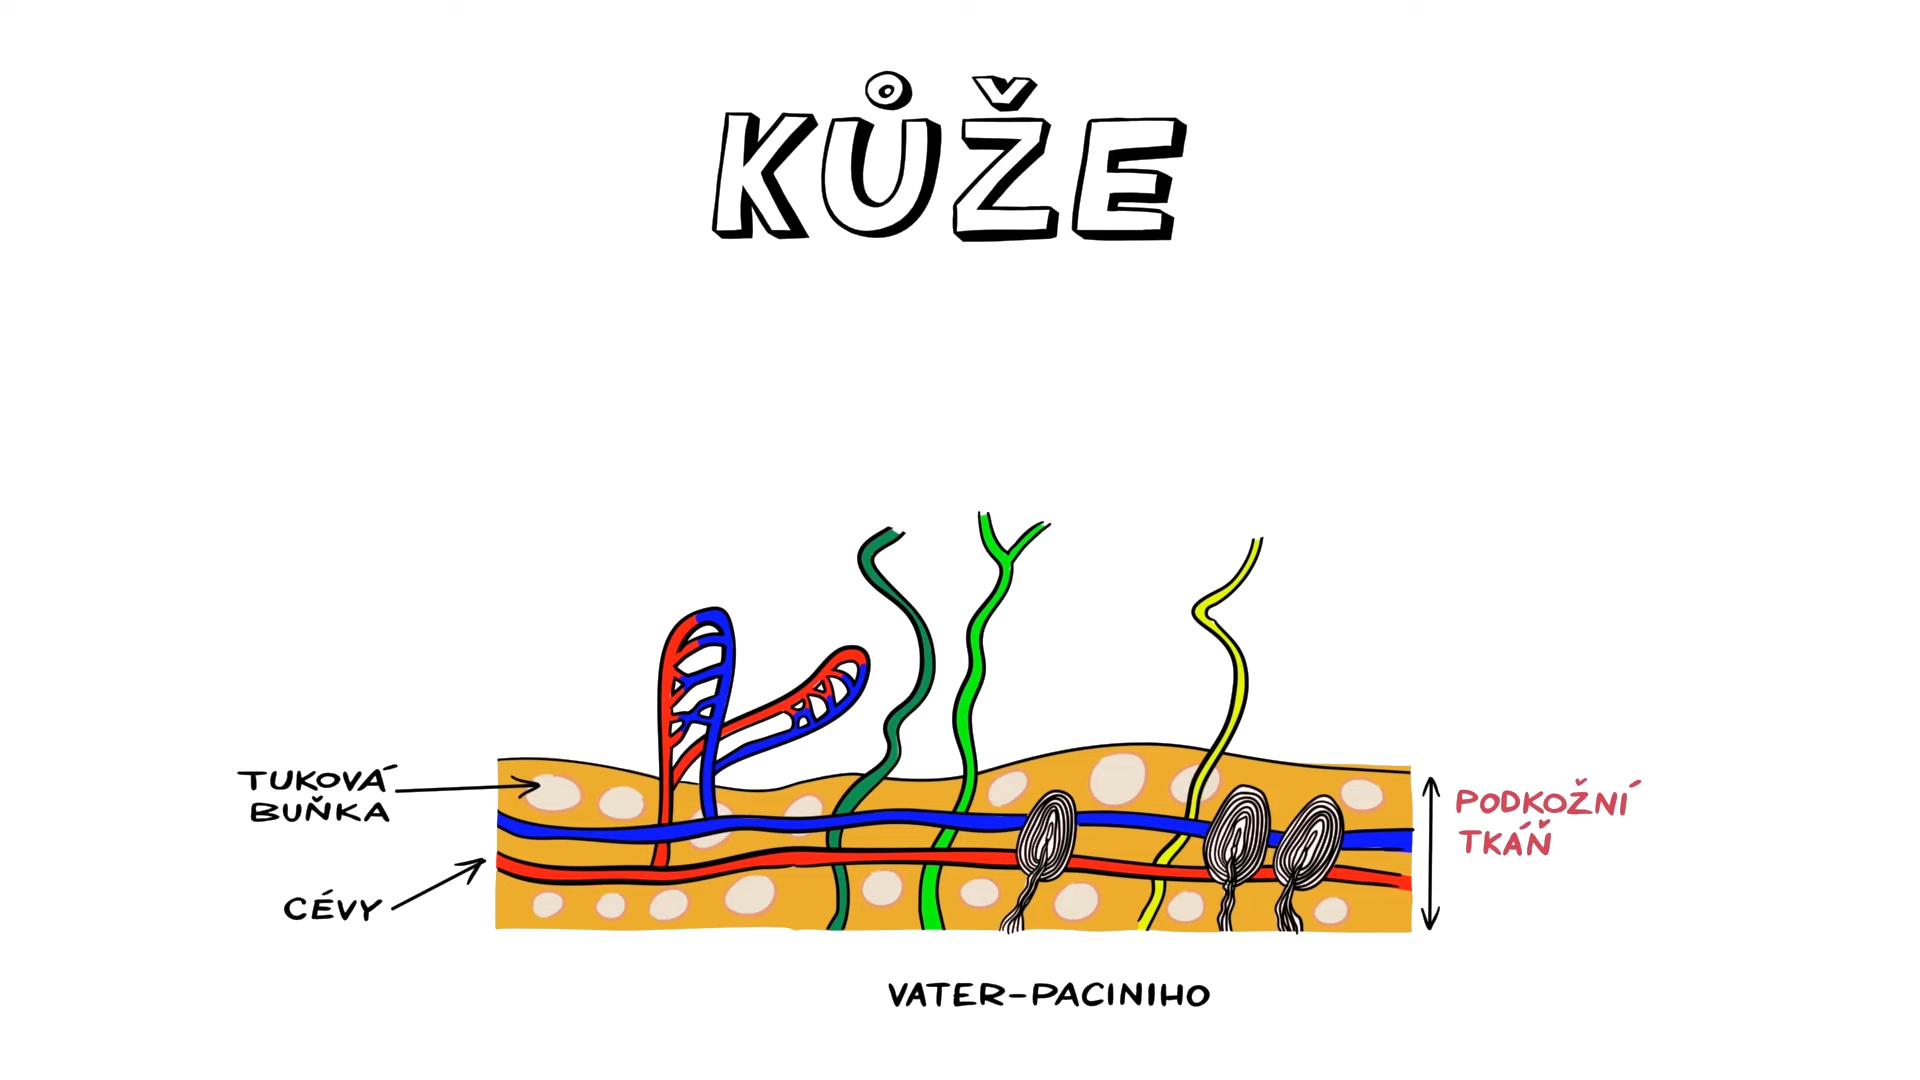 KŮŽE
TUKOVÁ
BUŇKA
CÉVY
PODKOŽNÍ
TKÁŇ
VATER-PACINIHO